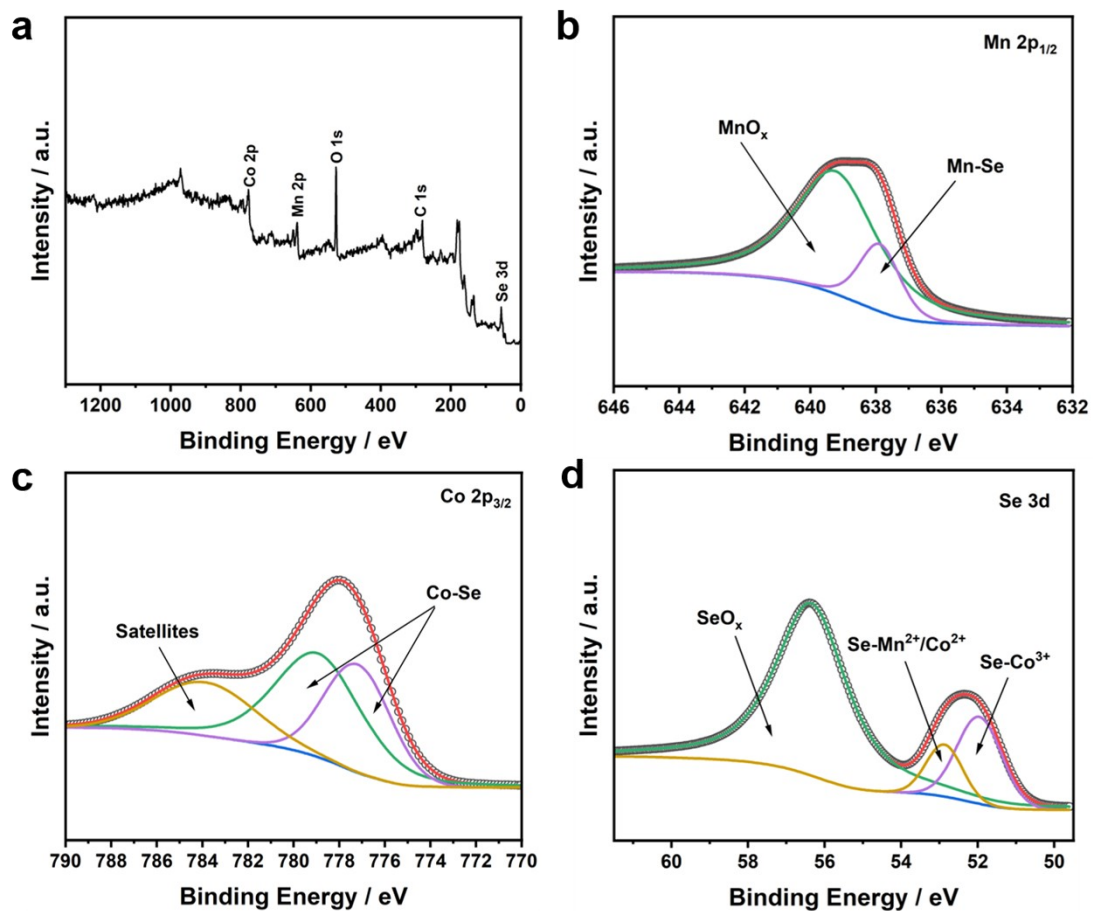 a
Intensity / a.u.
Co 2p
Mn 2p
O 1s
C 1s
Se 3d
1200 1000 800 600 400 200 0
Binding Energy / eV
b
Mn 2p1/2
Intensity / a.u.
MnOx
Mn-Se
646 644 642 640 638 636 634 632
Binding Energy / eV
c
Co 2p3/2
Intensity / a.u.
Satellites
Co-Se
790 788 786 784 782 780 778 776 774 772 770
Binding Energy / eV
d
Se 3d
Intensity / a.u.
SeOx
Se-Mn2+/Co2+
Se-Co3+
60 58 56 54 52 50
Binding Energy / eV